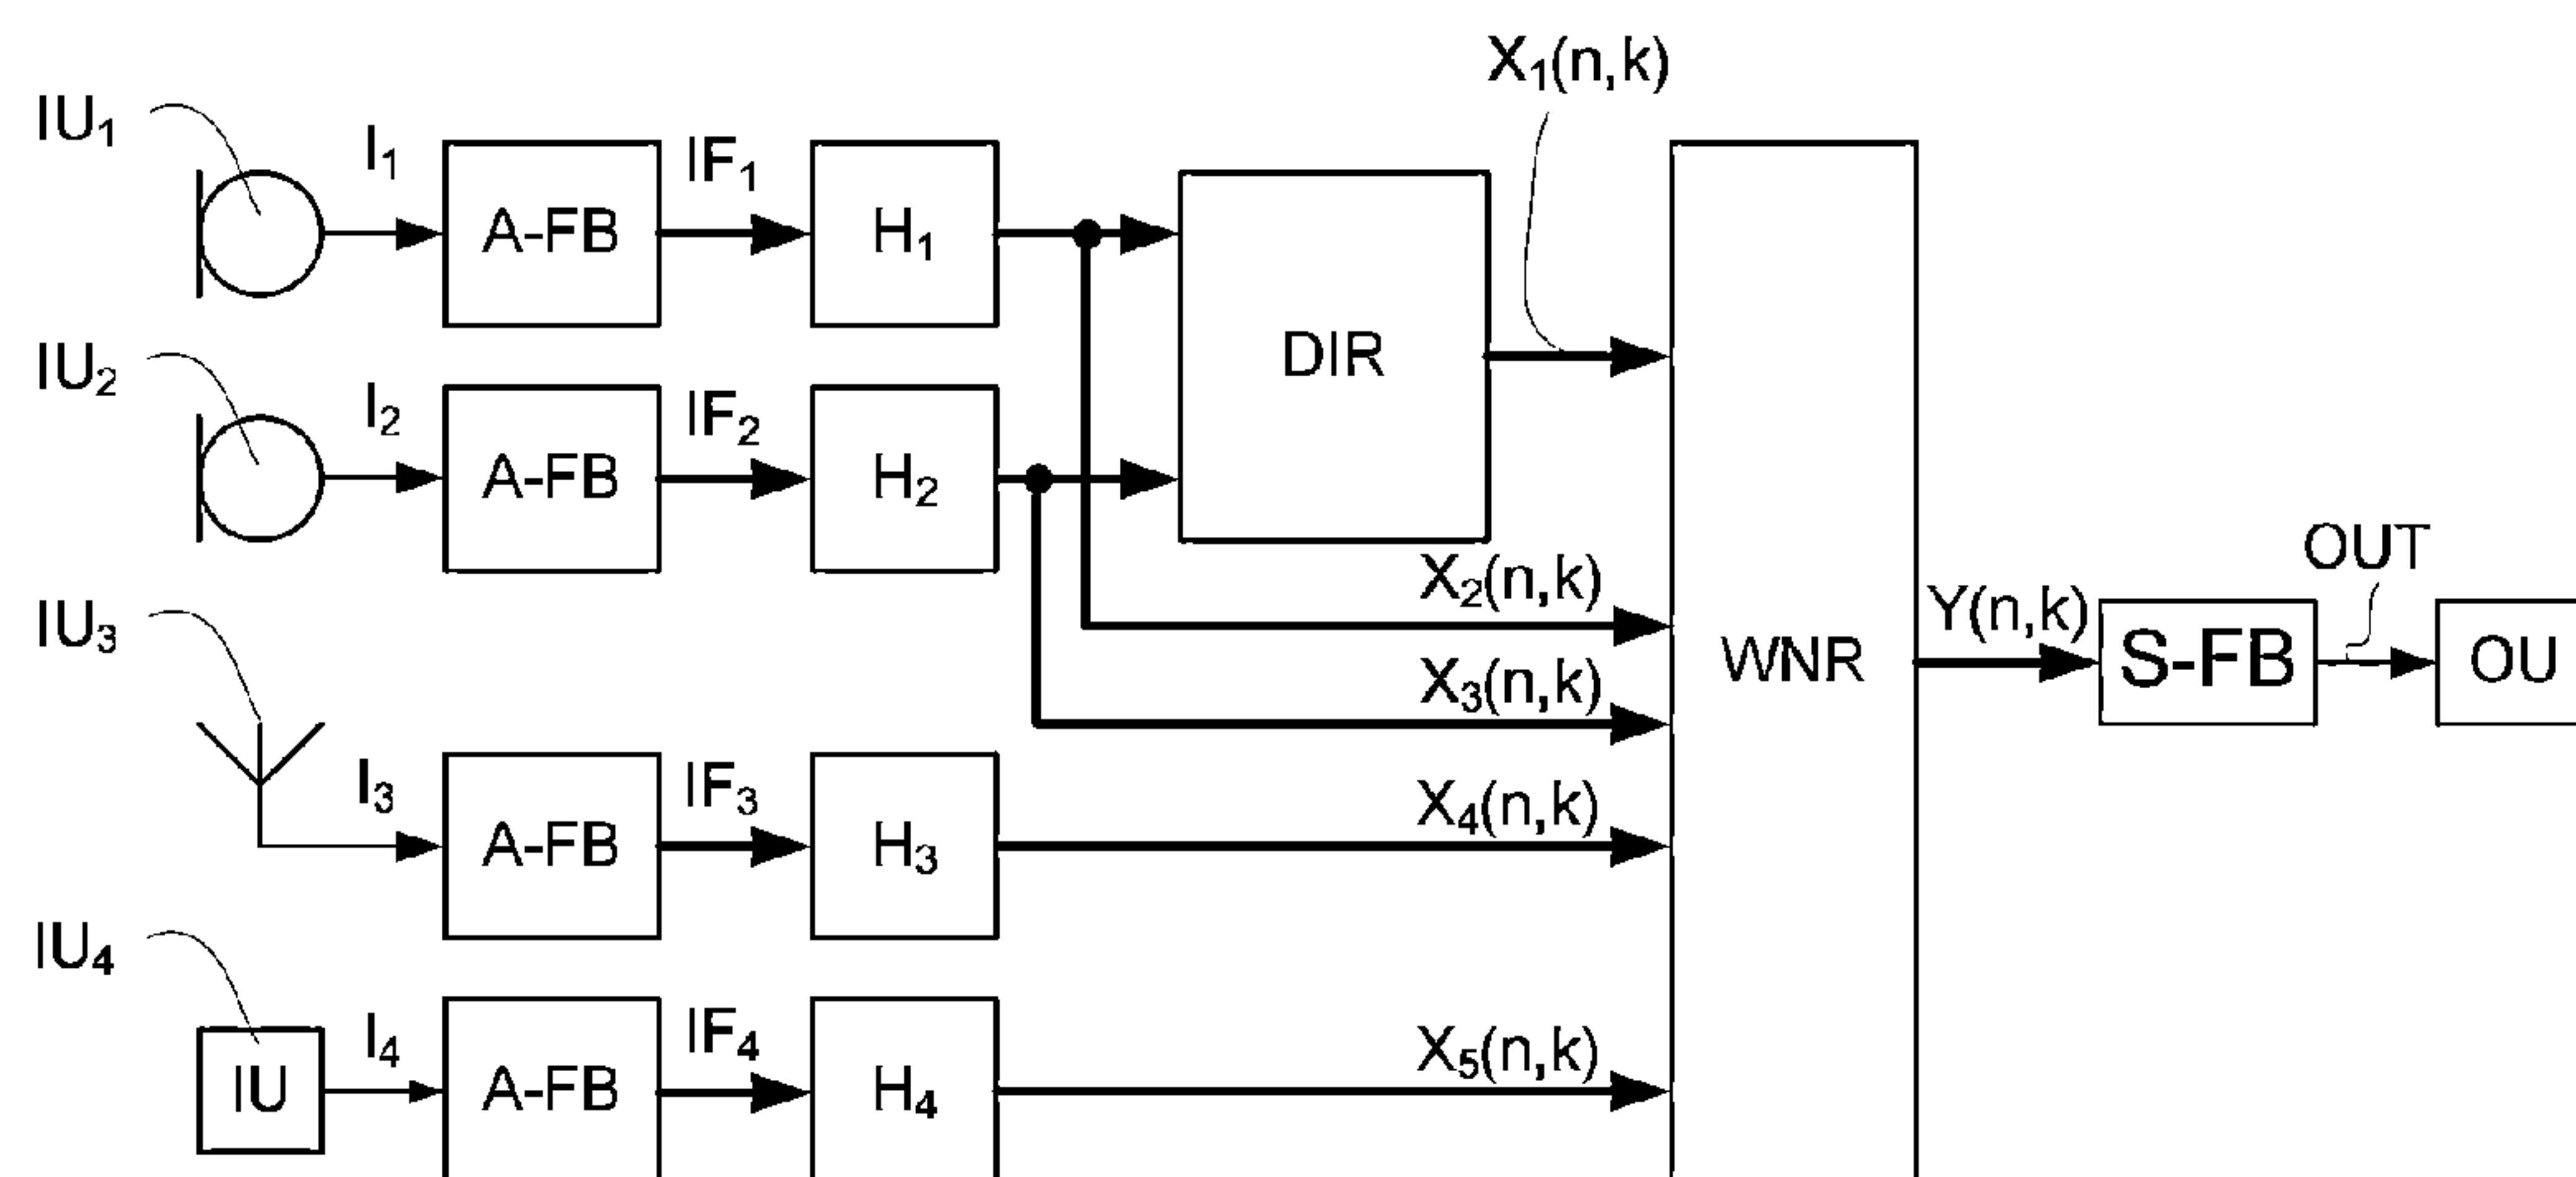 X₁(n,k)
IU₁ I₁ A-FB IF₁ H₁
DIR
IU₂ I₂ A-FB IF₂ H₂
X₂(n,k)
X₃(n,k)
WNR Y(n,k) S-FB OUT OU
IU₃ I₃ A-FB IF₃ H₃ X₄(n,k)
IU₄ IU I₄ A-FB IF₄ H₄ X₅(n,k)